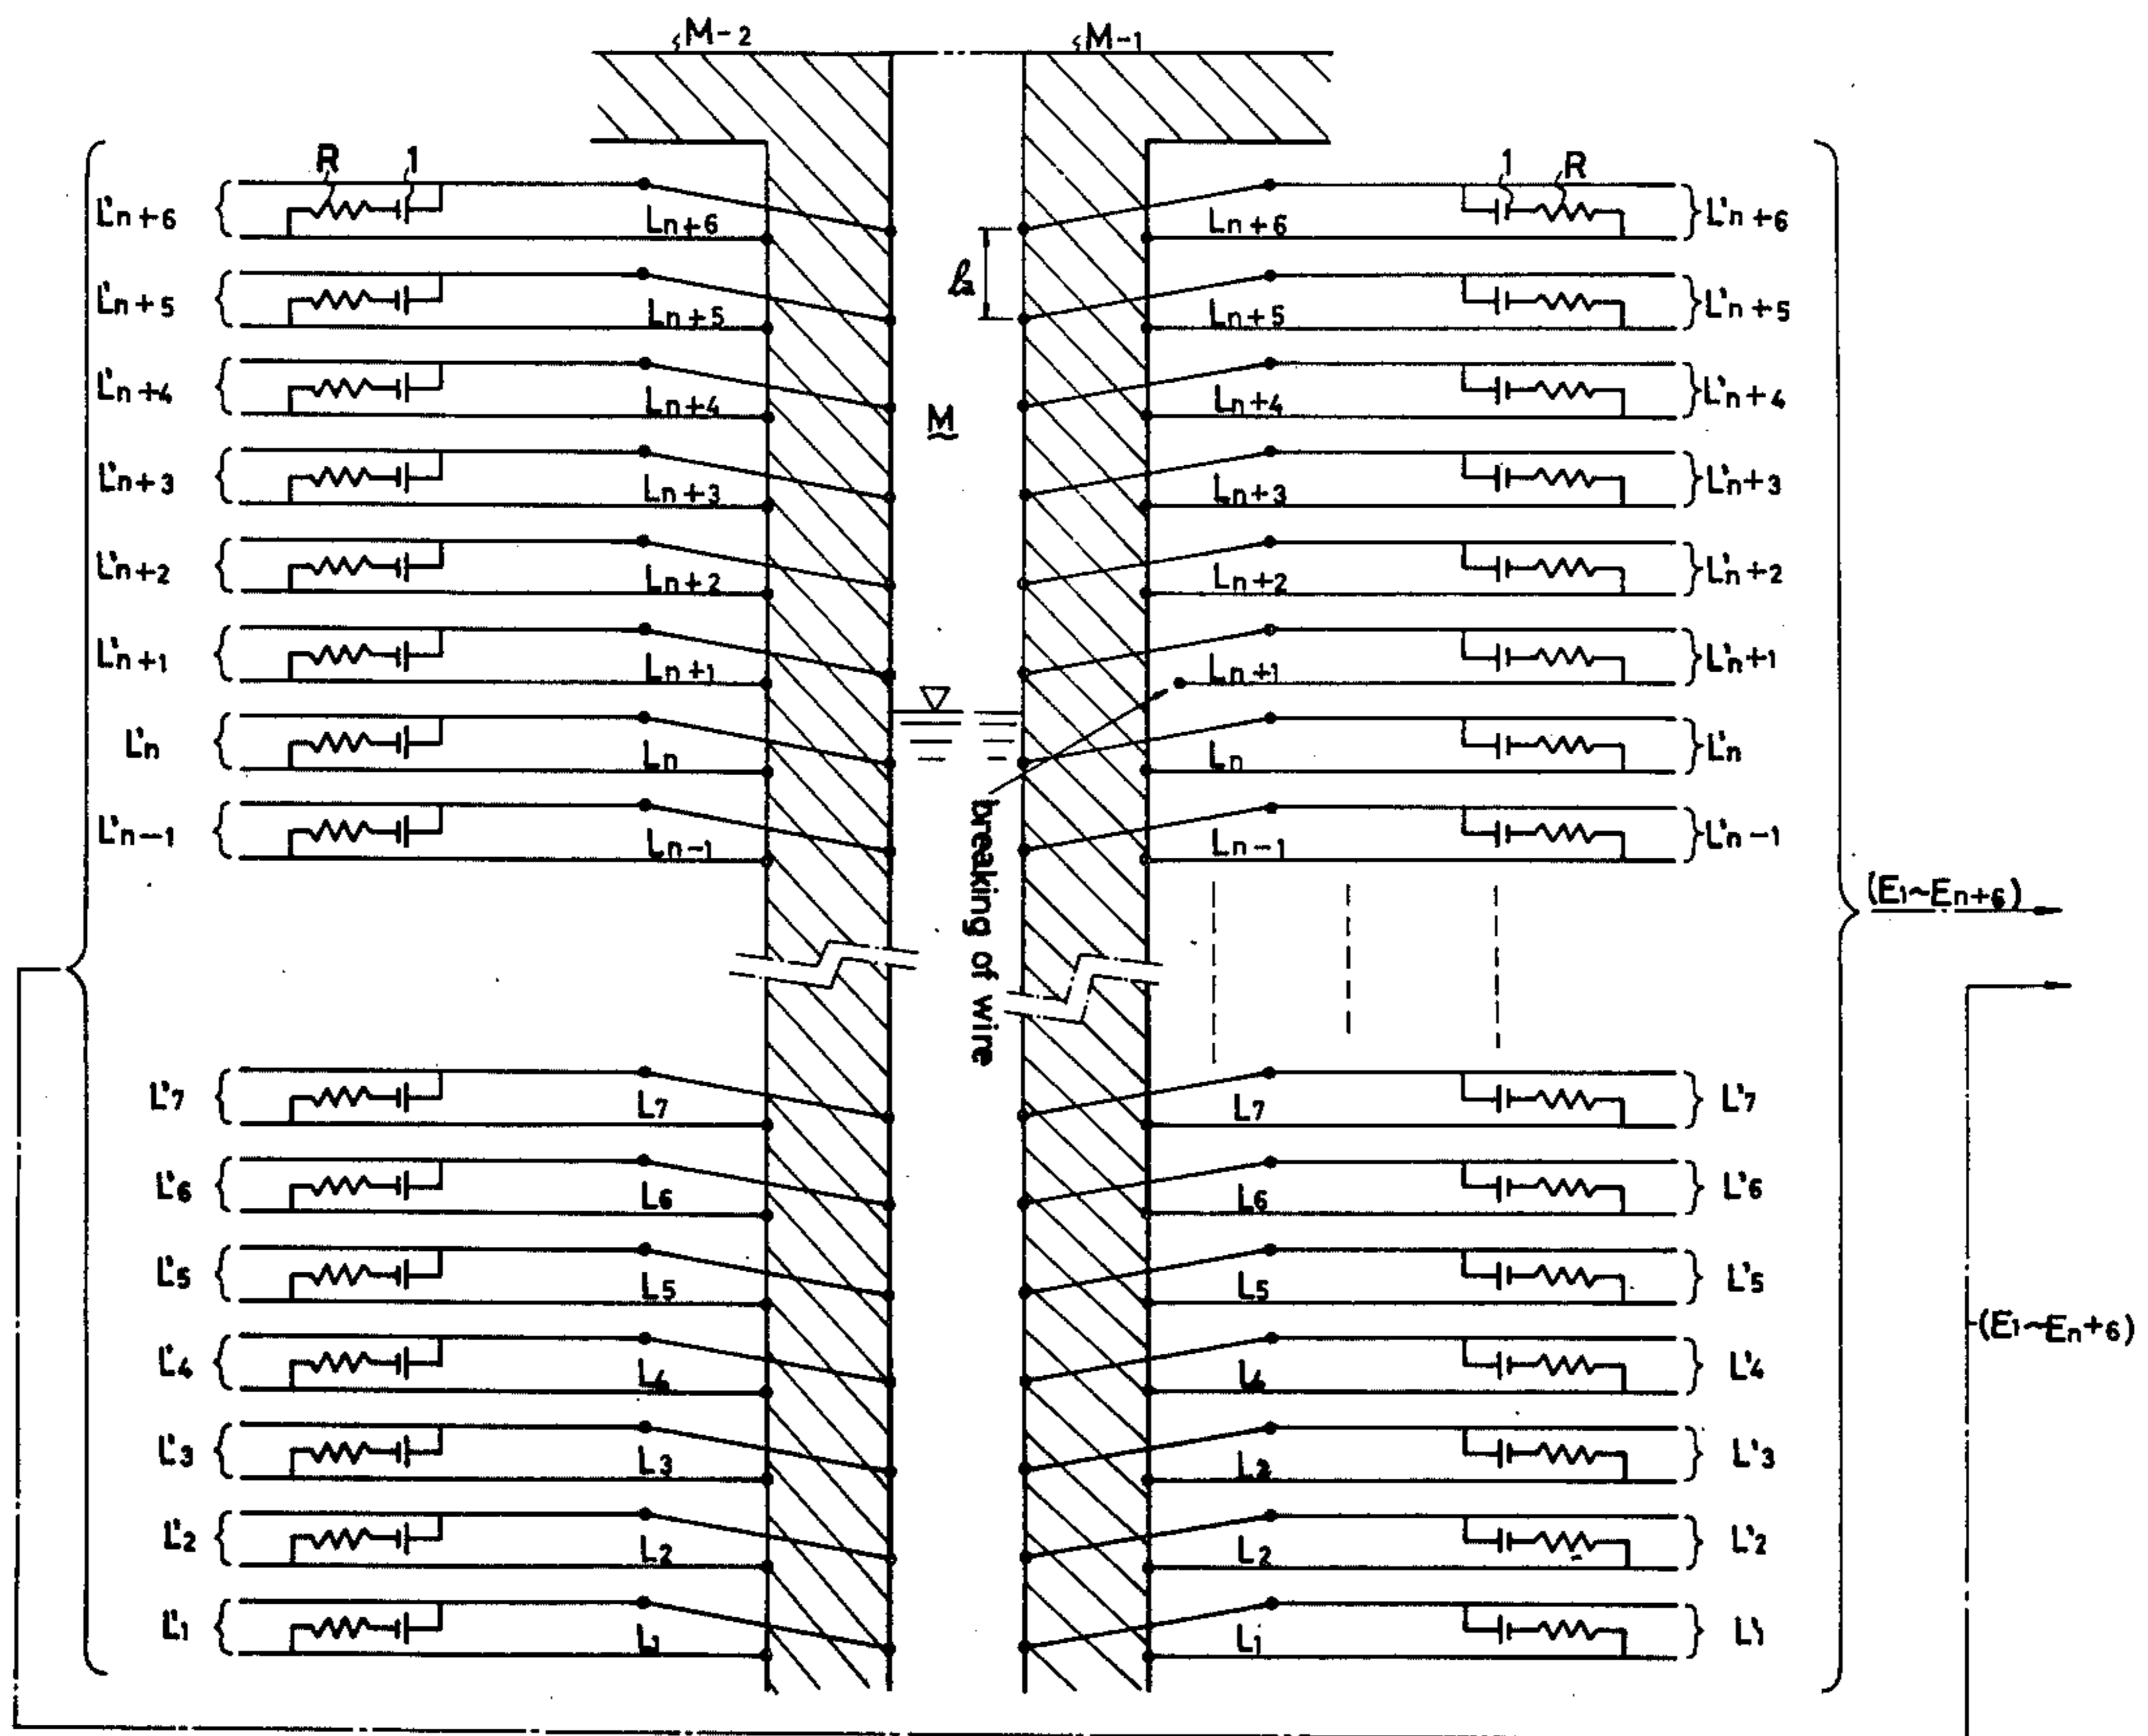 M-2 M-1
R 1 1 R
L'n+6 Ln+6 Ln+6 L'n+6
L'n+5 Ln+5 Ln+5 L'n+5
L'n+4 Ln+4 Ln+4 L'n+4
M
L'n+3 Ln+3 Ln+3 L'n+3
L'n+2 Ln+2 Ln+2 L'n+2
L'n+1 Ln+1 Ln+1 L'n+1
L'n Ln Ln L'n
L'n-1 Ln-1 Ln-1 L'n-1
breaking of wire
(E1~En+6)
L'7 L7 L7 L'7
L'6 L6 L6 L'6
L'5 L5 L5 L'5
(E1~En+6)
L'4 L4 L4 L'4
L'3 L3 L2 L'3
L'2 L2 L2 L'2
L'1 L1 L1 L'1